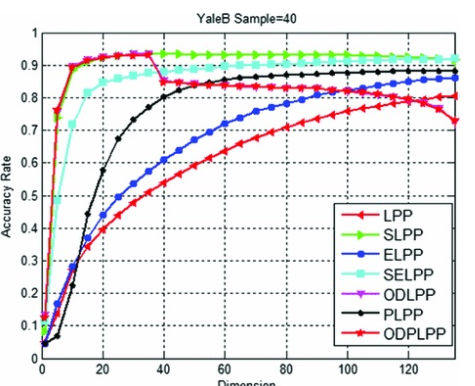 YaleB Sample=40
1
0.9
0.8
0.7
0.6
0.5
0.4
0.3
0.2
0.1
0
Accuracy Rate
LPP
SLPP
ELPP
SELPP
ODLPP
PLPP
ODPLPP
0 20 40 60 80 100 120
Dimension